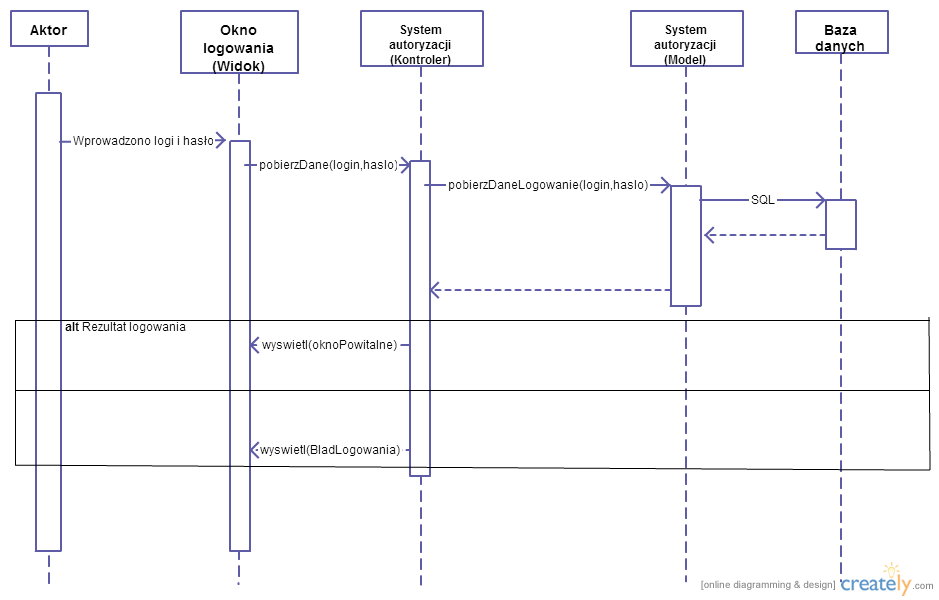 Aktor
Okno
logowania
(Widok)
System
autoryzacji
(Kontroler)
System
autoryzacji
(Model)
Baza
danych
Wprowadzono logi i hasło
pobierzDane(login,haslo)
pobierzDaneLogowanie(login,haslo)
SQL
alt Rezultat logowania
wyswietl(oknoPowitalne)
wyswietl(BladLogowania)
[online diagramming & design] creately.com